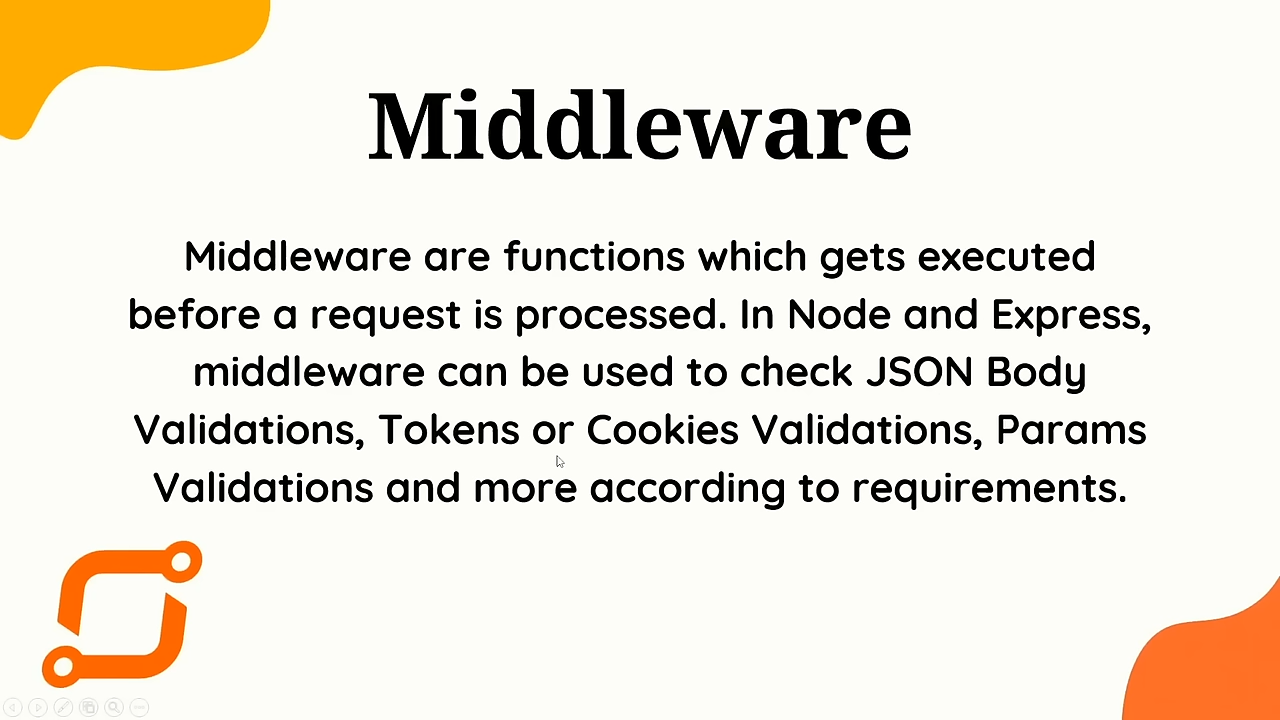 Middleware
Middleware are functions which gets executed
before a request is processed. In Node and Express,
middleware can be used to check JSON Body
Validations, Tokens or Cookies Validations, Params
Validations and more according to requirements.